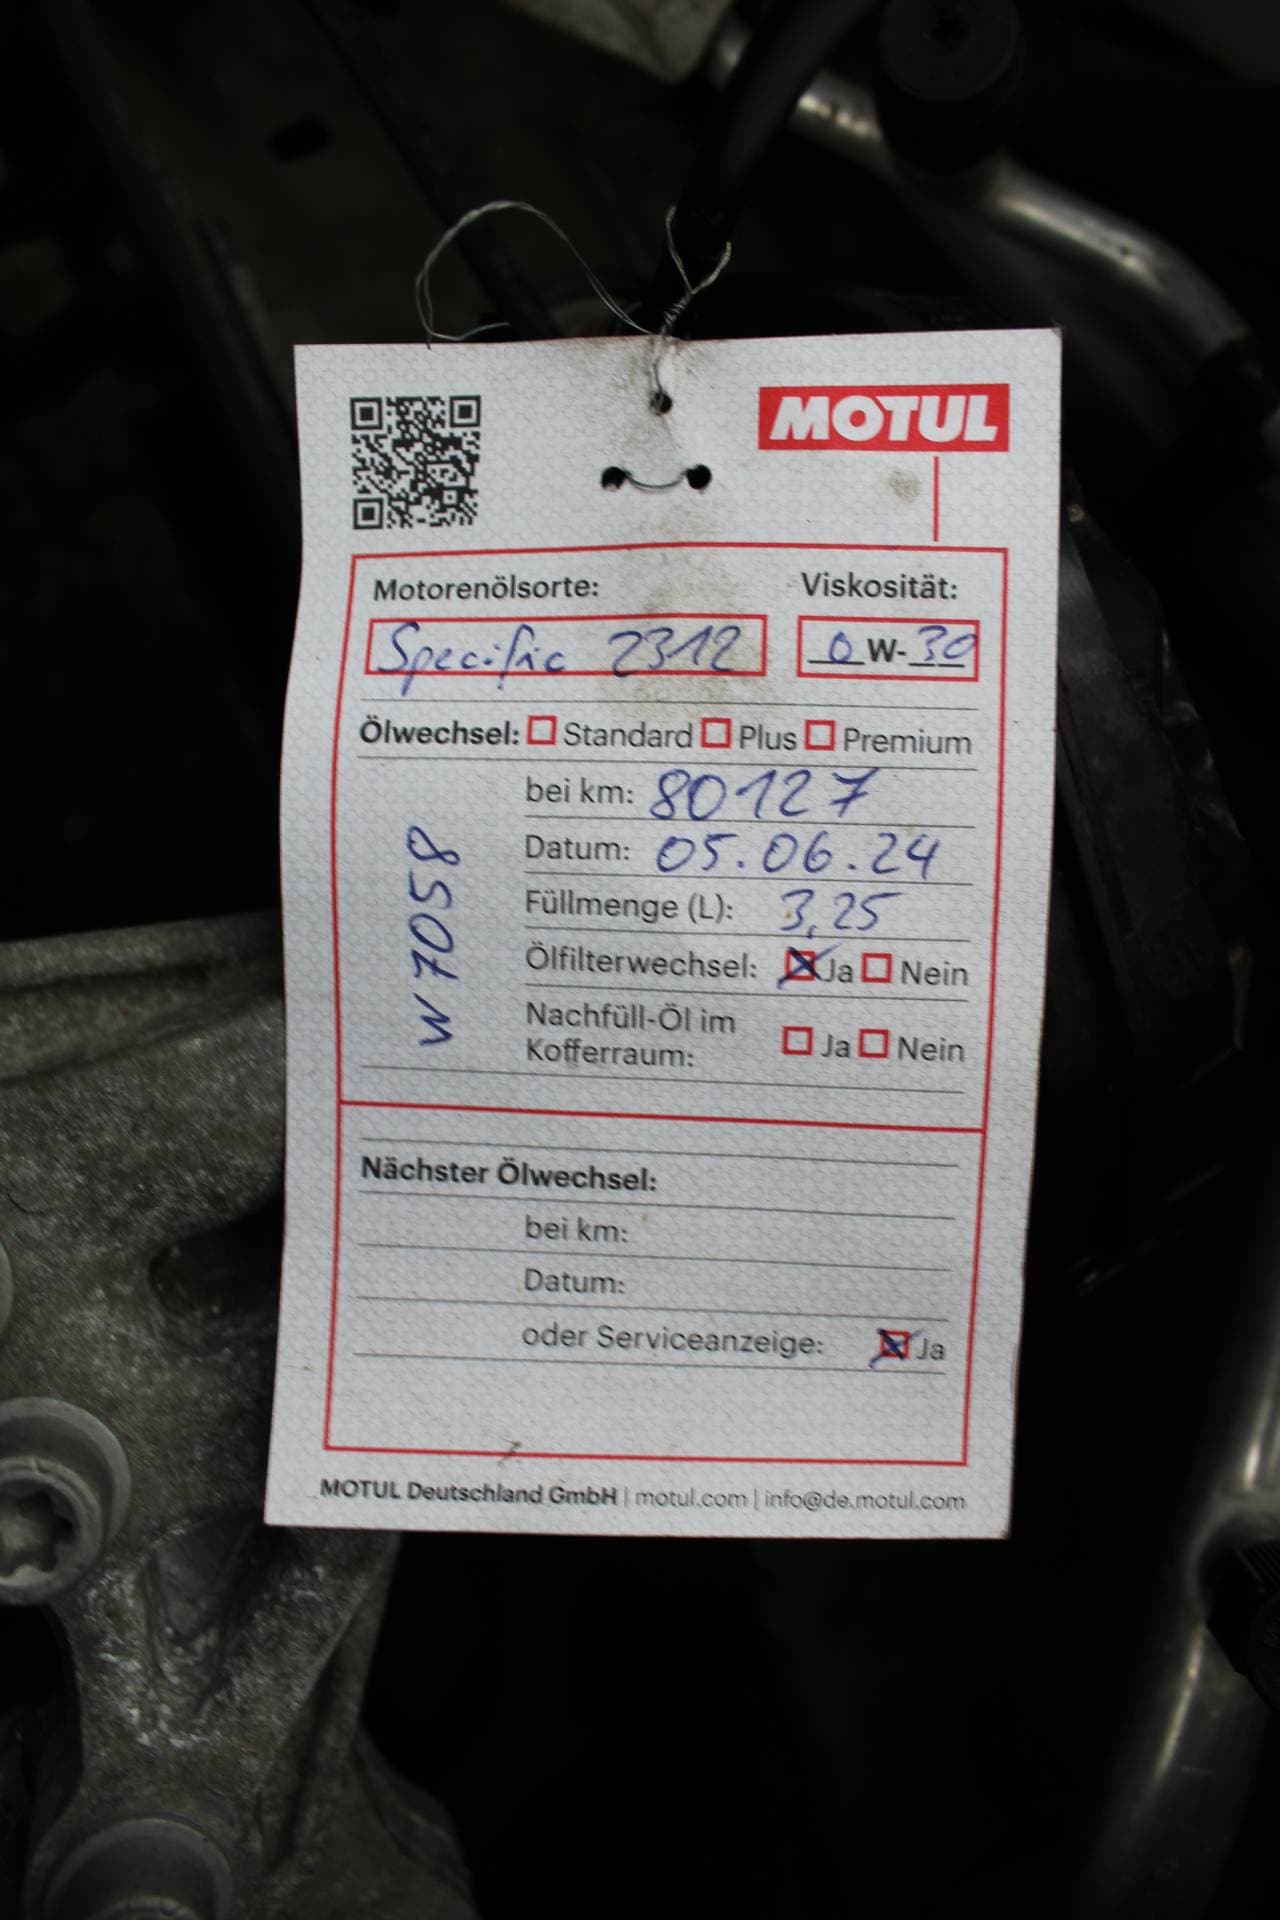 MOTUL
Motorenölsorte: Viskosität:
Specific 2312 0W-30
Ölwechsel: Standard Plus Premium
bei km: 80127
Datum: 05.06.24
Füllmenge (L): 3,25
Ölfilterwechsel: Ja Nein
Nachfüll-Öl im
Kofferraum: Ja Nein
W7058
Nächster Ölwechsel:
bei km:
Datum:
oder Serviceanzeige: Ja
MOTUL Deutschland GmbH | motul.com | info@de.motul.com